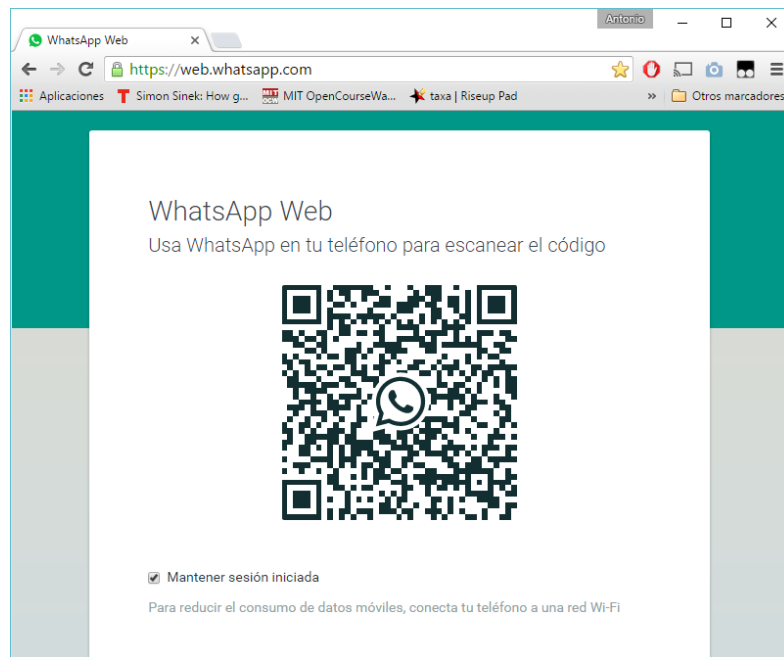 Antonio
WhatsApp Web
https://web.whatsapp.com
Aplicaciones T Simon Sinek: How g... MIT OpenCourseWa... taxa | Riseup Pad » Otros marcadores
WhatsApp Web
Usa WhatsApp en tu teléfono para escanear el código
Mantener sesión iniciada
Para reducir el consumo de datos móviles, conecta tu teléfono a una red Wi-Fi